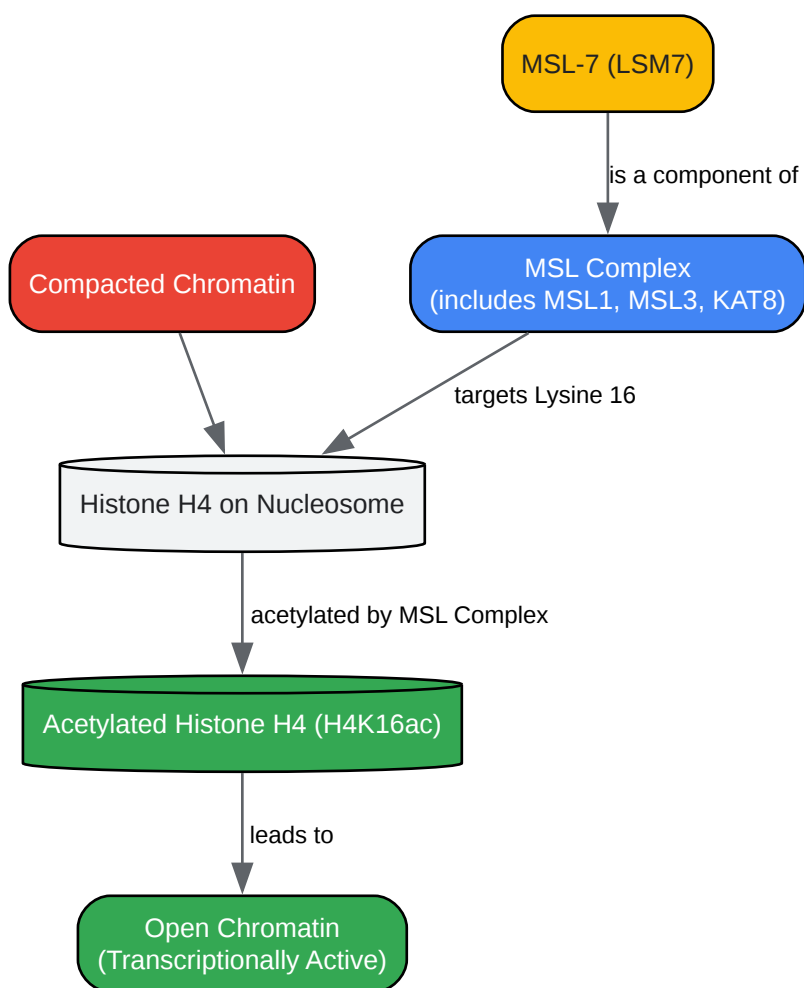 MSL-7 (LSM7)
is a component of
Compacted Chromatin
MSL Complex
(includes MSL1, MSL3, KAT8)
targets Lysine 16
Histone H4 on Nucleosome
acetylated by MSL Complex
Acetylated Histone H4 (H4K16ac)
leads to
Open Chromatin
(Transcriptionally Active)